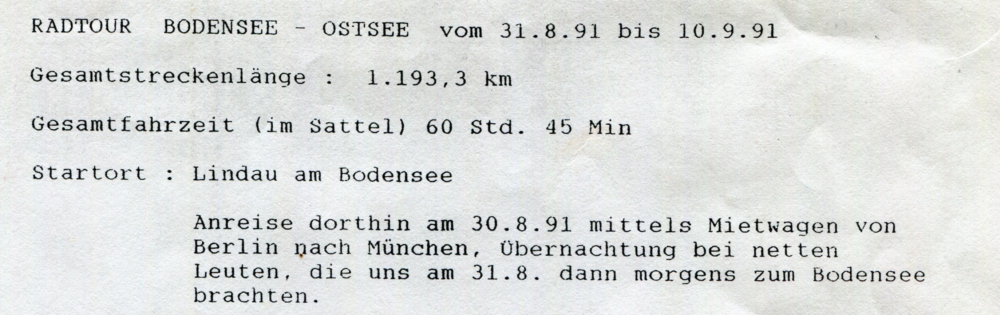 RADTOUR BODENSEE - OSTSEE vom 31.8.91 bis 10.9.91
Gesamtstreckenlänge : 1.193,3 km
Gesamtfahrzeit (im Sattel) 60 Std. 45 Min
Startort : Lindau am Bodensee
Anreise dorthin am 30.8.91 mittels Mietwagen von
Berlin nach München, Übernachtung bei netten
Leuten, die uns am 31.8. dann morgens zum Bodensee
brachten.